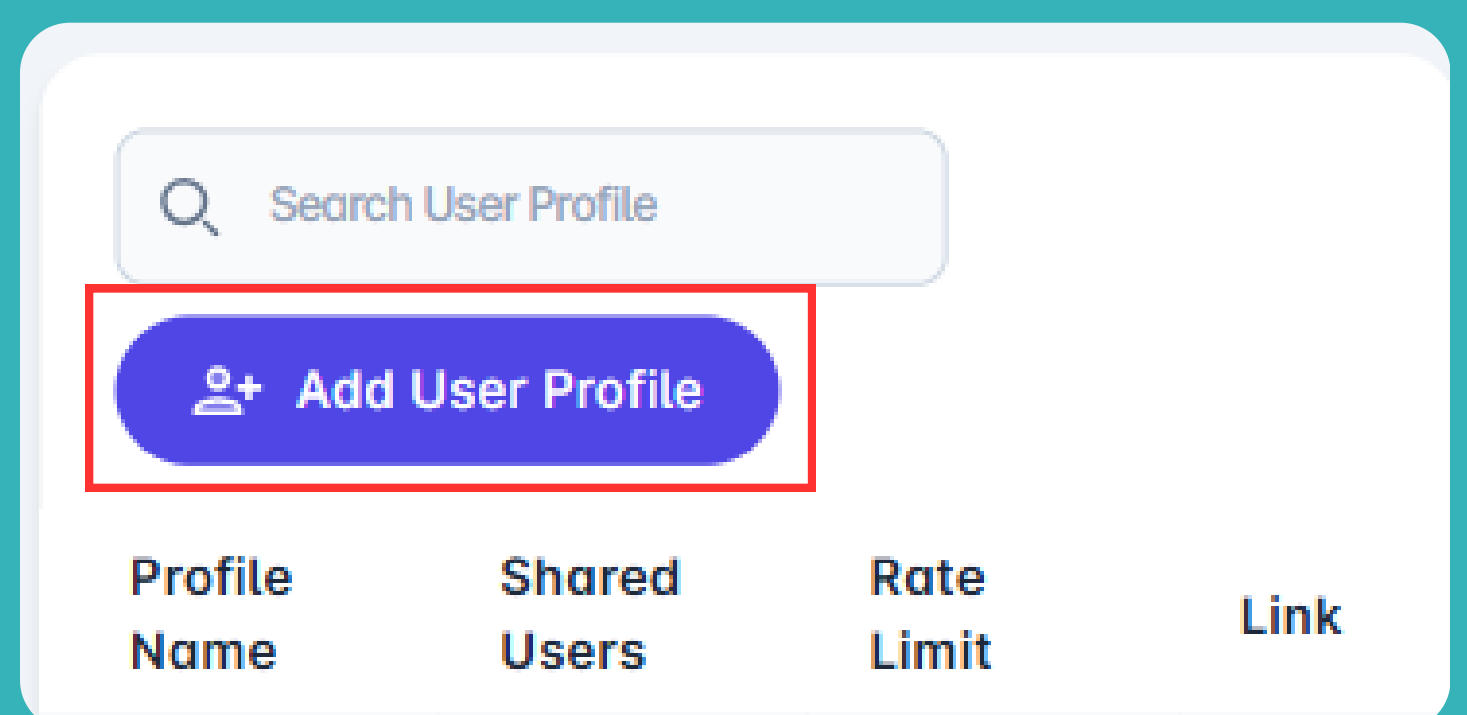 Search User Profile
Add User Profile
Profile Name
Shared Users
Rate Limit
Link